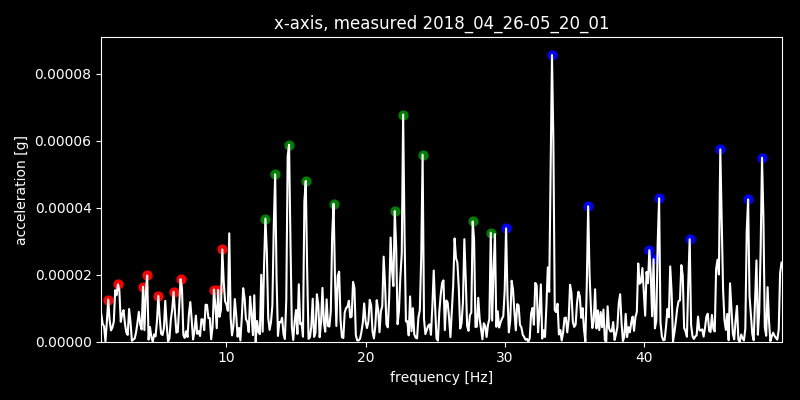 x-axis, measured 2018_04_26-05_20_01
acceleration [g]
0.00008
0.00006
0.00004
0.00002
0.00000
10 20 30 40
frequency [Hz]